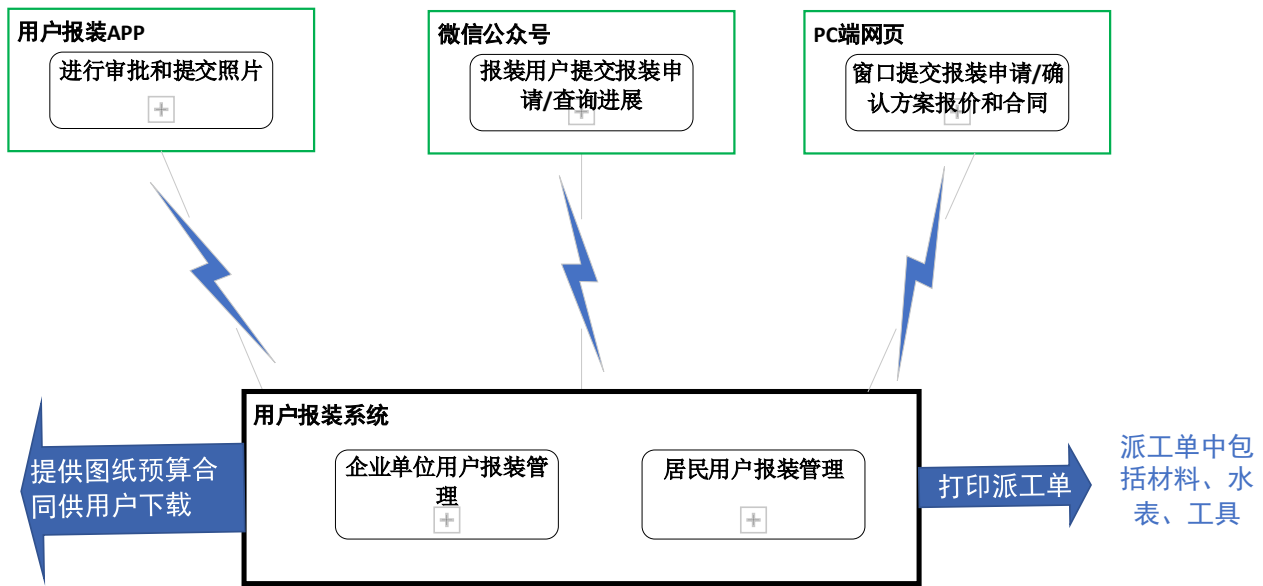 用户报装APP
进行审批和提交照片
微信公众号
报装用户提交报装申
请/查询进展
PC端网页
窗口提交报装申请/确
认方案报价和合同
用户报装系统
企业单位用户报装管
理
居民用户报装管理
提供图纸预算合
同供用户下载
打印派工单
派工单中包
括材料、水
表、工具